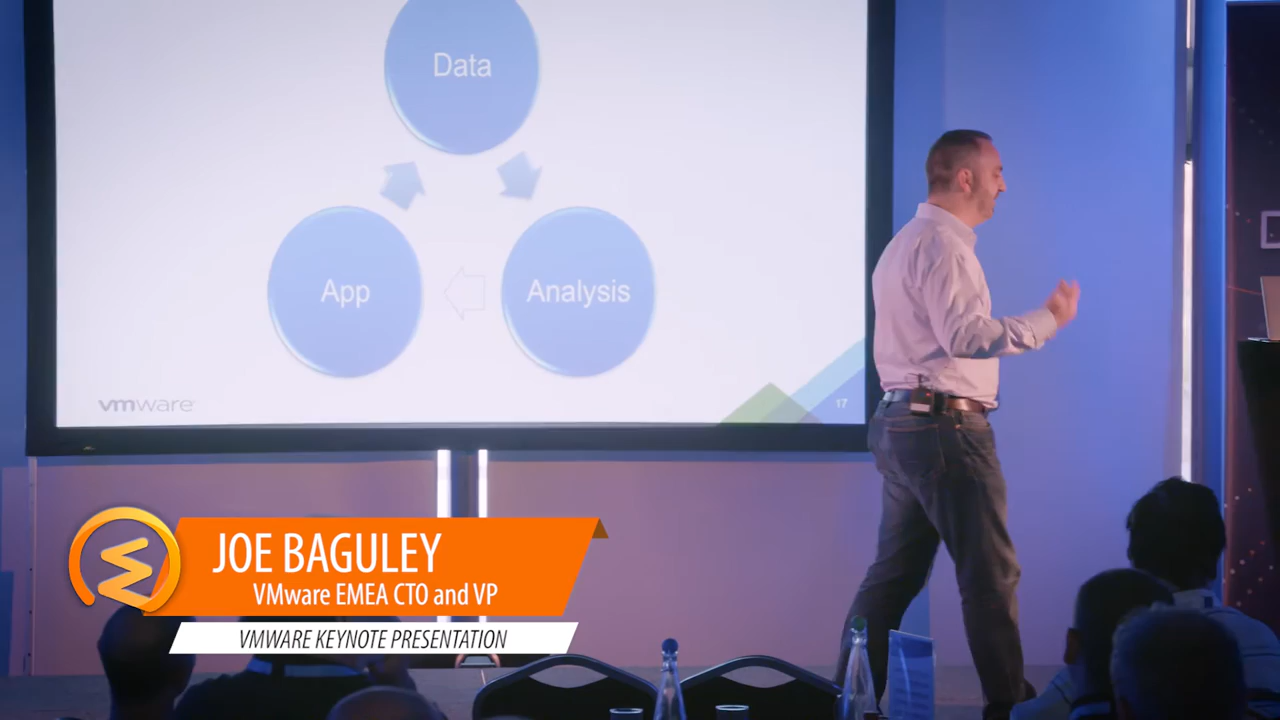 Data
App
Analysis
vmware
17
JOE BAGULEY
VMware EMEA CTO and VP
VMWARE KEYNOTE PRESENTATION